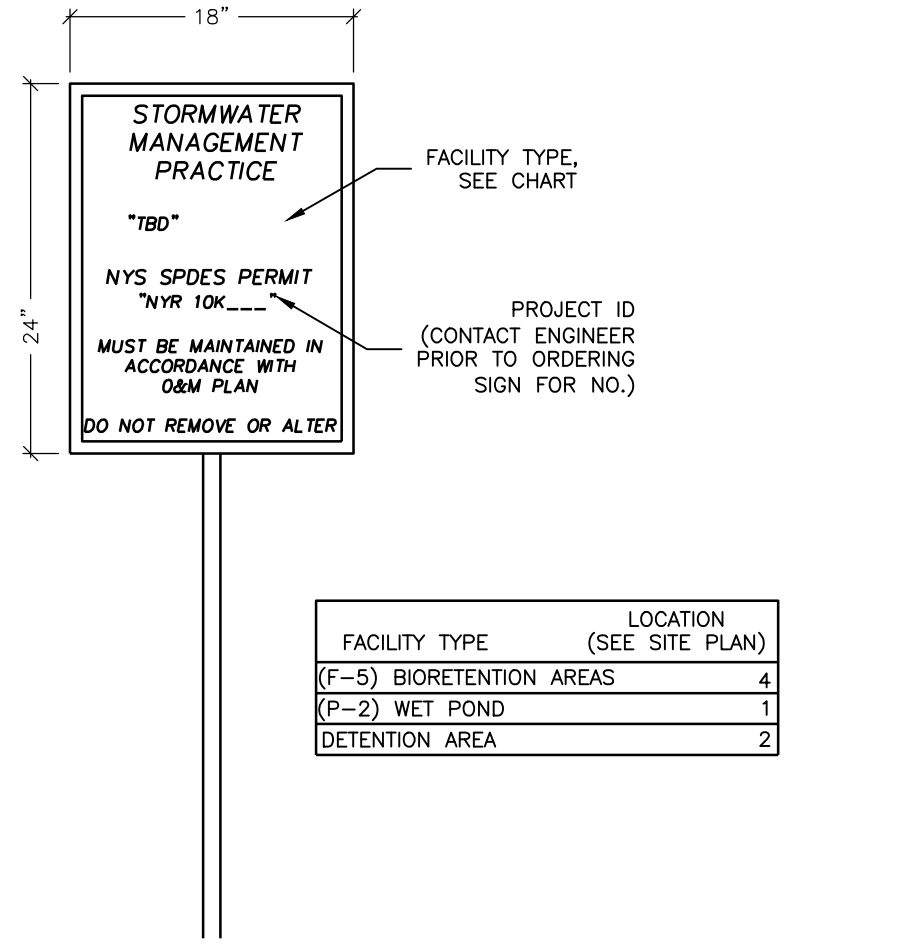 18"
24"
STORMWATER
MANAGEMENT
PRACTICE
"TBD"
NYS SPDES PERMIT
"NYR 10K___"
MUST BE MAINTAINED IN
ACCORDANCE WITH
O&M PLAN
DO NOT REMOVE OR ALTER
FACILITY TYPE,
SEE CHART
PROJECT ID
(CONTACT ENGINEER
PRIOR TO ORDERING
SIGN FOR NO.)
LOCATION
FACILITY TYPE (SEE SITE PLAN)
(F-5) BIORETENTION AREAS 4
(P-2) WET POND 1
DETENTION AREA 2